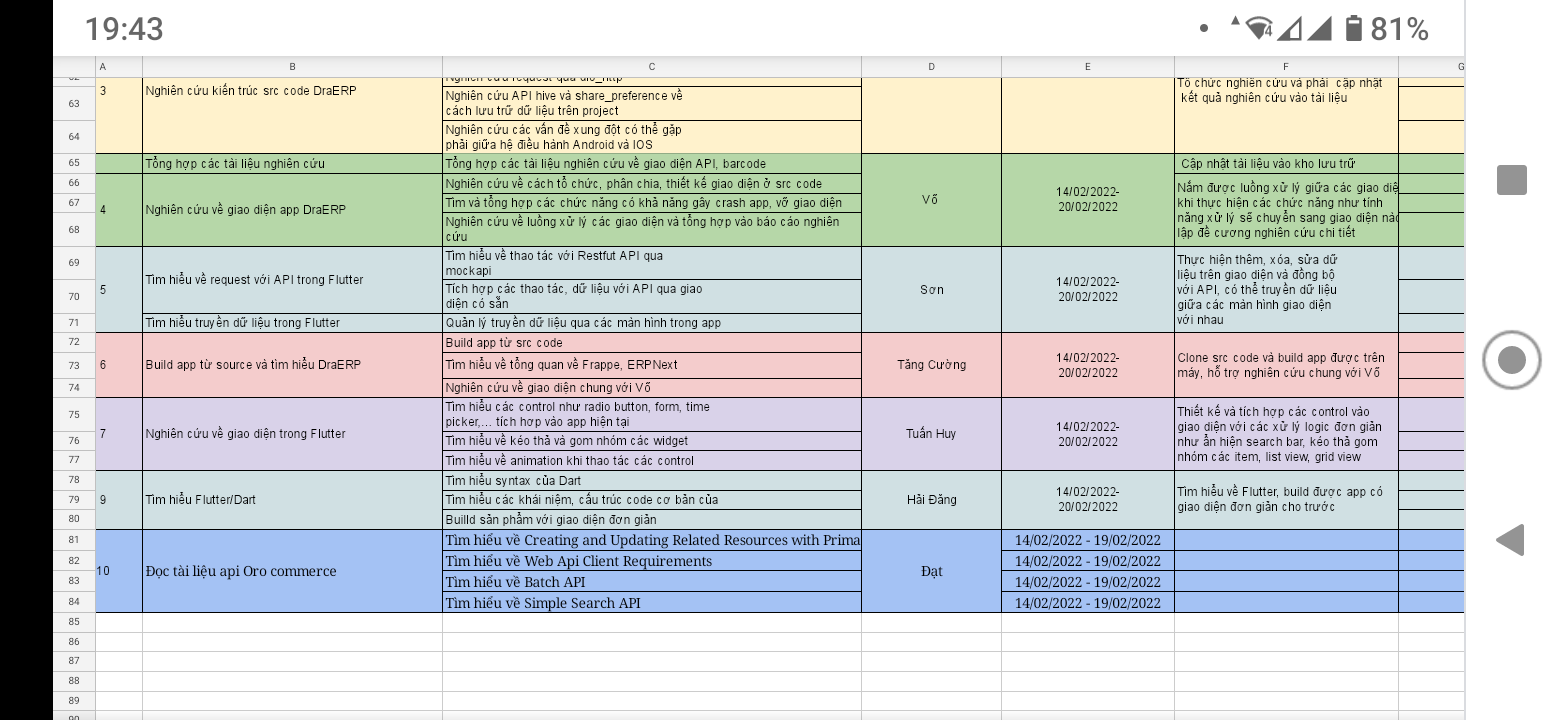 19:43
4
81%
A B C D E F G
3 Nghiên cứu kiến trúc src code DraERP
Nghiên cứu request qua dio_http
63 Nghiên cứu API hive và share_preference về
cách lưu trữ dữ liệu trên project
64 Nghiên cứu các vấn đề xung đột có thể gặp
phải giữa hệ điều hành Android và IOS
Tổ chức nghiên cứu và phải cập nhật
kết quả nghiên cứu vào tài liệu
65 Tổng hợp các tài liệu nghiên cứu Tổng hợp các tài liệu nghiên cứu về giao diện API, barcode Cập nhật tài liệu vào kho lưu trữ
4 Nghiên cứu về giao diện app DraERP
66 Nghiên cứu về cách tổ chức, phân chia, thiết kế giao diện ở src code
67 Tìm và tổng hợp các chức năng có khả năng gây crash app, vỡ giao diện
68 Nghiên cứu về luồng xử lý các giao diện và tổng hợp vào báo cáo nghiên
cứu
Võ
14/02/2022-
20/02/2022
Nắm được luồng xử lý giữa các giao diệ
khi thực hiện các chức năng như tính
năng xử lý sẽ chuyển sang giao diện nào
lập đề cương nghiên cứu chi tiết
5 Tìm hiểu về request với API trong Flutter
69 Tìm hiểu về thao tác với Restfut API qua
mockapi
70 Tích hợp các thao tác, dữ liệu với API qua giao
diện có sẵn
71 Tìm hiểu truyền dữ liệu trong Flutter Quản lý truyền dữ liệu qua các màn hình trong app
Sơn
14/02/2022-
20/02/2022
Thực hiện thêm, xóa, sửa dữ
liệu trên giao diện và đồng bộ
với API, có thể truyền dữ liệu
giữa các màn hình giao diện
với nhau
6 Build app từ source và tìm hiểu DraERP
72 Build app từ src code
73 Tìm hiểu về tổng quan về Frappe, ERPNext
74 Nghiên cứu về giao diện chung với Võ
Tăng Cường
14/02/2022-
20/02/2022
Clone src code và build app được trên
máy, hỗ trợ nghiên cứu chung với Võ
7 Nghiên cứu về giao diện trong Flutter
75 Tìm hiểu các control như radio button, form, time
picker,... tích hợp vào app hiện tại
76 Tìm hiểu về kéo thả và gom nhóm các widget
77 Tìm hiểu về animation khi thao tác các control
Tuấn Huy
14/02/2022-
20/02/2022
Thiết kế và tích hợp các control vào
giao diện với các xử lý logic đơn giản
như ẩn hiện search bar, kéo thả gom
nhóm các item, list view, grid view
9 Tìm hiểu Flutter/Dart
78 Tìm hiểu syntax của Dart
79 Tìm hiểu các khái niệm, cấu trúc code cơ bản của
80 Builld sản phẩm với giao diện đơn giản
Hải Đăng
14/02/2022-
20/02/2022
Tìm hiểu về Flutter, build được app có
giao diện đơn giản cho trước
10 Đọc tài liệu api Oro commerce
Đạt
81 Tìm hiểu về Creating and Updating Related Resources with Prima 14/02/2022 - 19/02/2022
82 Tìm hiểu về Web Api Client Requirements 14/02/2022 - 19/02/2022
83 Tìm hiểu về Batch API 14/02/2022 - 19/02/2022
84 Tìm hiểu về Simple Search API 14/02/2022 - 19/02/2022
85
86
87
88
89
90